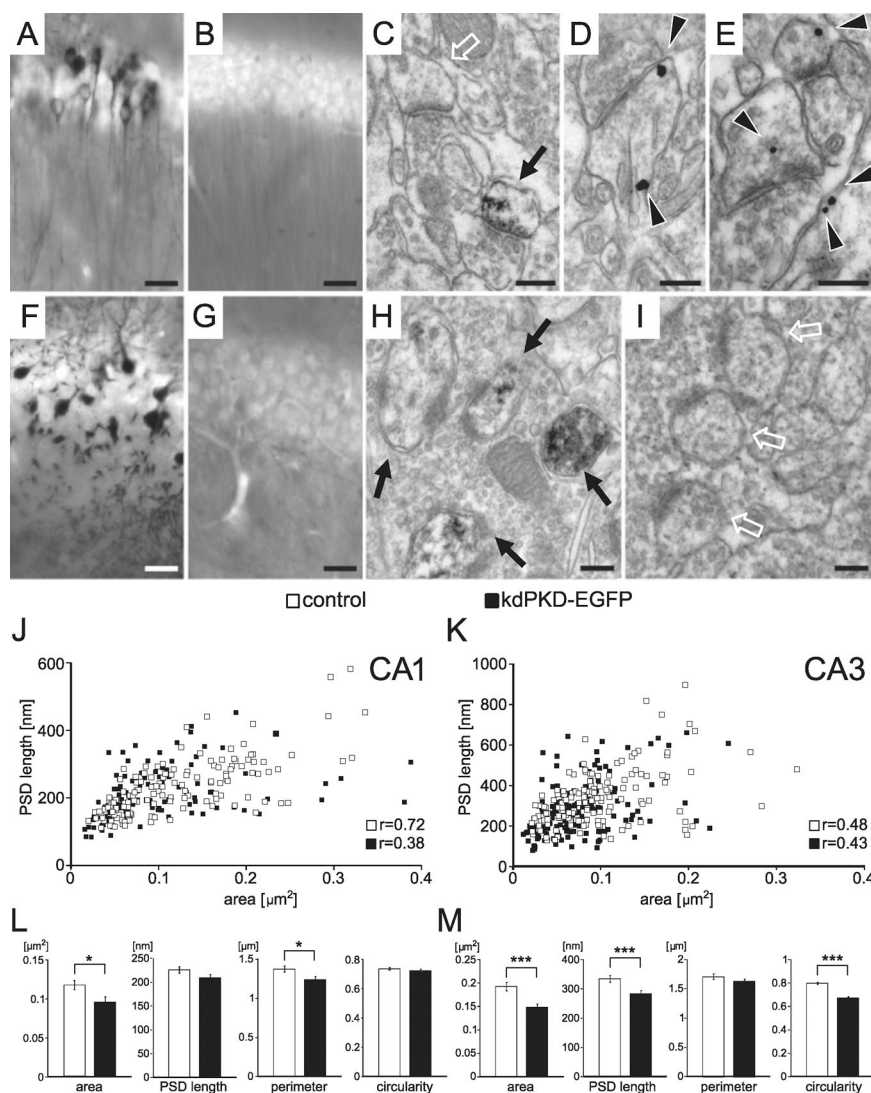 A B C D E
F G H I
control kdPKD-EGFP
J K
CA1
600
400
200
0
PSD length [nm]
0 0.1 0.2 0.3 0.4
area [µm²]
r=0.72
r=0.38
CA3
1000
800
600
400
200
0
PSD length [nm]
0 0.1 0.2 0.3 0.4
area [µm²]
r=0.48
r=0.43
L
[µm²]
0.15
0.1
0.05
0
*
area
[nm]
250
200
150
100
50
0
PSD length
[µm]
1.5
1
0.5
0
*
perimeter
0.8
0.6
0.4
0.2
0
circularity
M
[µm²]
0.2
0.15
0.1
0.05
0
***
area
[nm]
400
300
200
100
0
***
PSD length
[µm]
2
1.5
1
0.5
0
perimeter
1
0.8
0.6
0.4
0.2
0
***
circularity